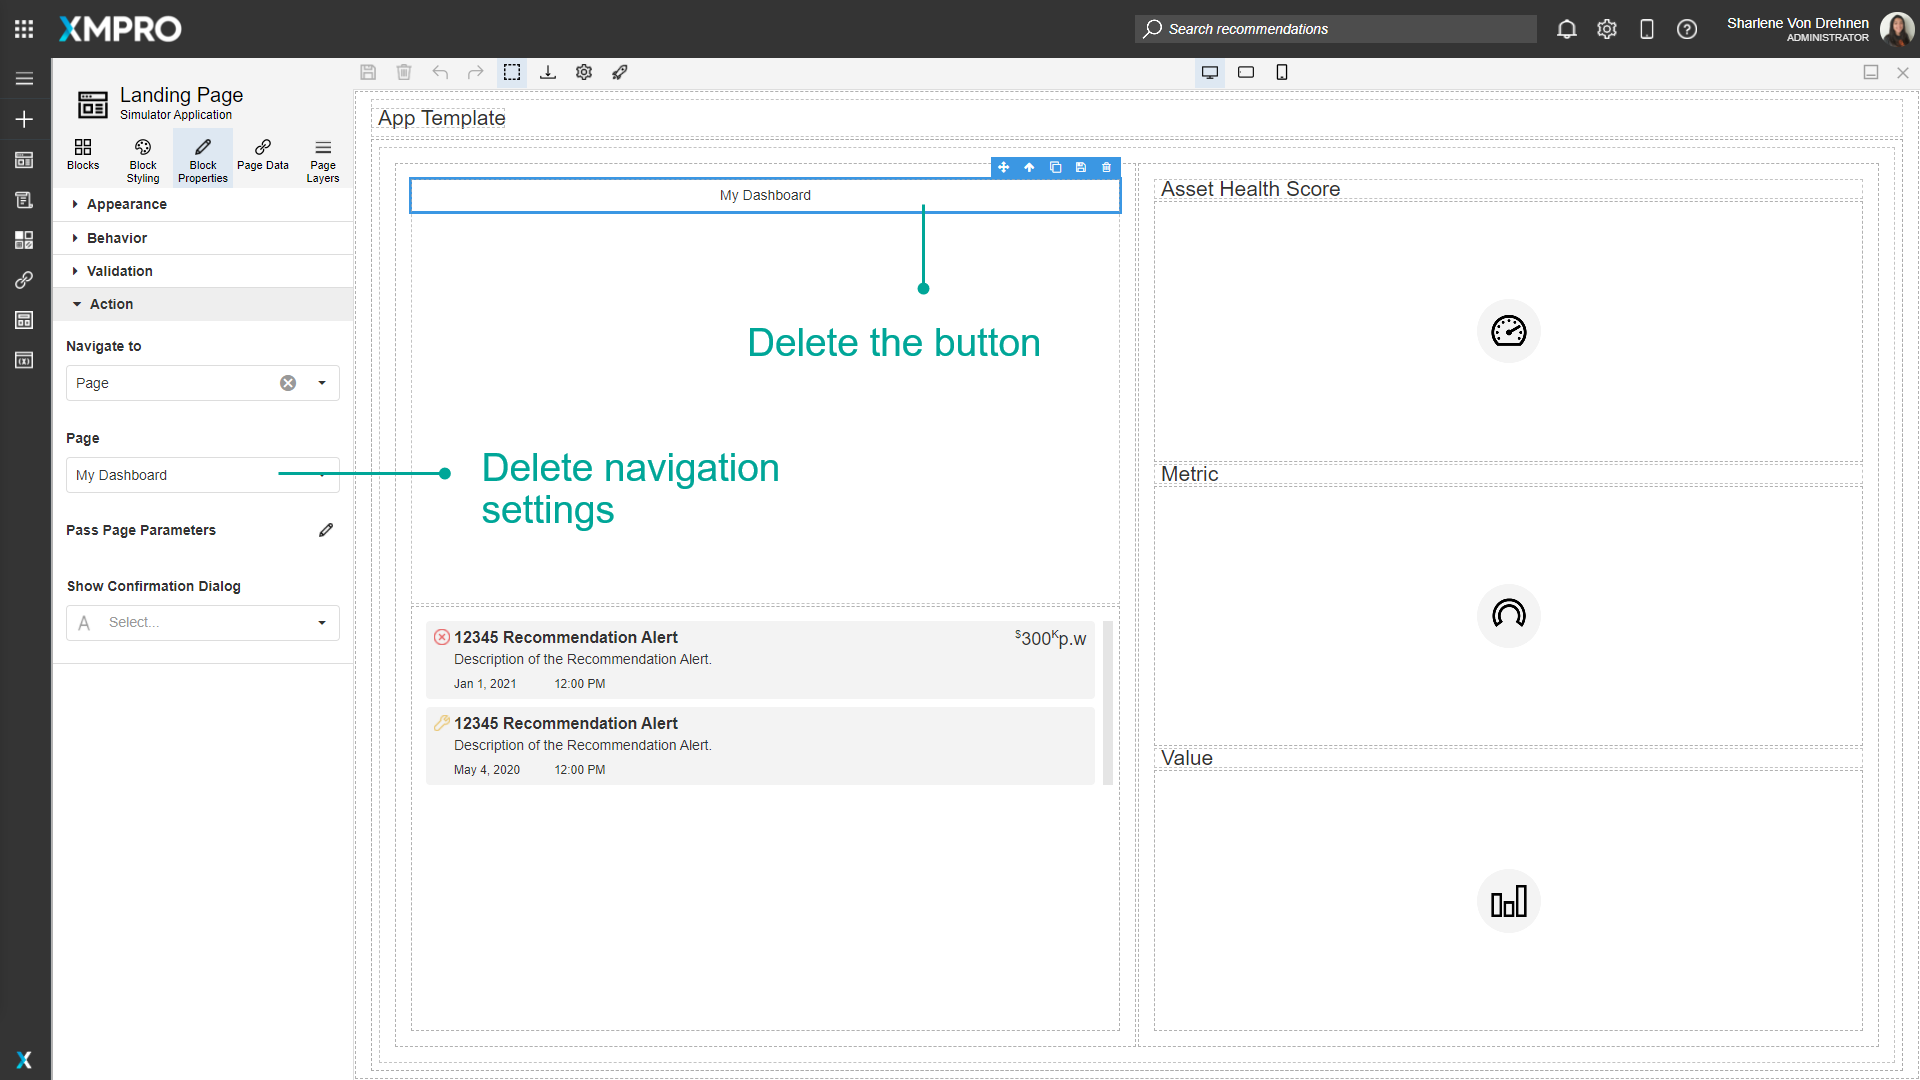 XMPRO
Search recommendations
Sharlene Von Drehnen
ADMINISTRATOR
Landing Page
Simulator Application
Blocks
Block Styling
Block Properties
Page Data
Page Layers
Appearance
Behavior
Validation
Action
Navigate to
Page
Page
My Dashboard
Pass Page Parameters
Show Confirmation Dialog
A Select...
App Template
My Dashboard
Delete the button
Delete navigation
settings
12345 Recommendation Alert
$300Kp.w
Description of the Recommendation Alert.
Jan 1, 2021 12:00 PM
12345 Recommendation Alert
Description of the Recommendation Alert.
May 4, 2020 12:00 PM
Asset Health Score
Metric
Value